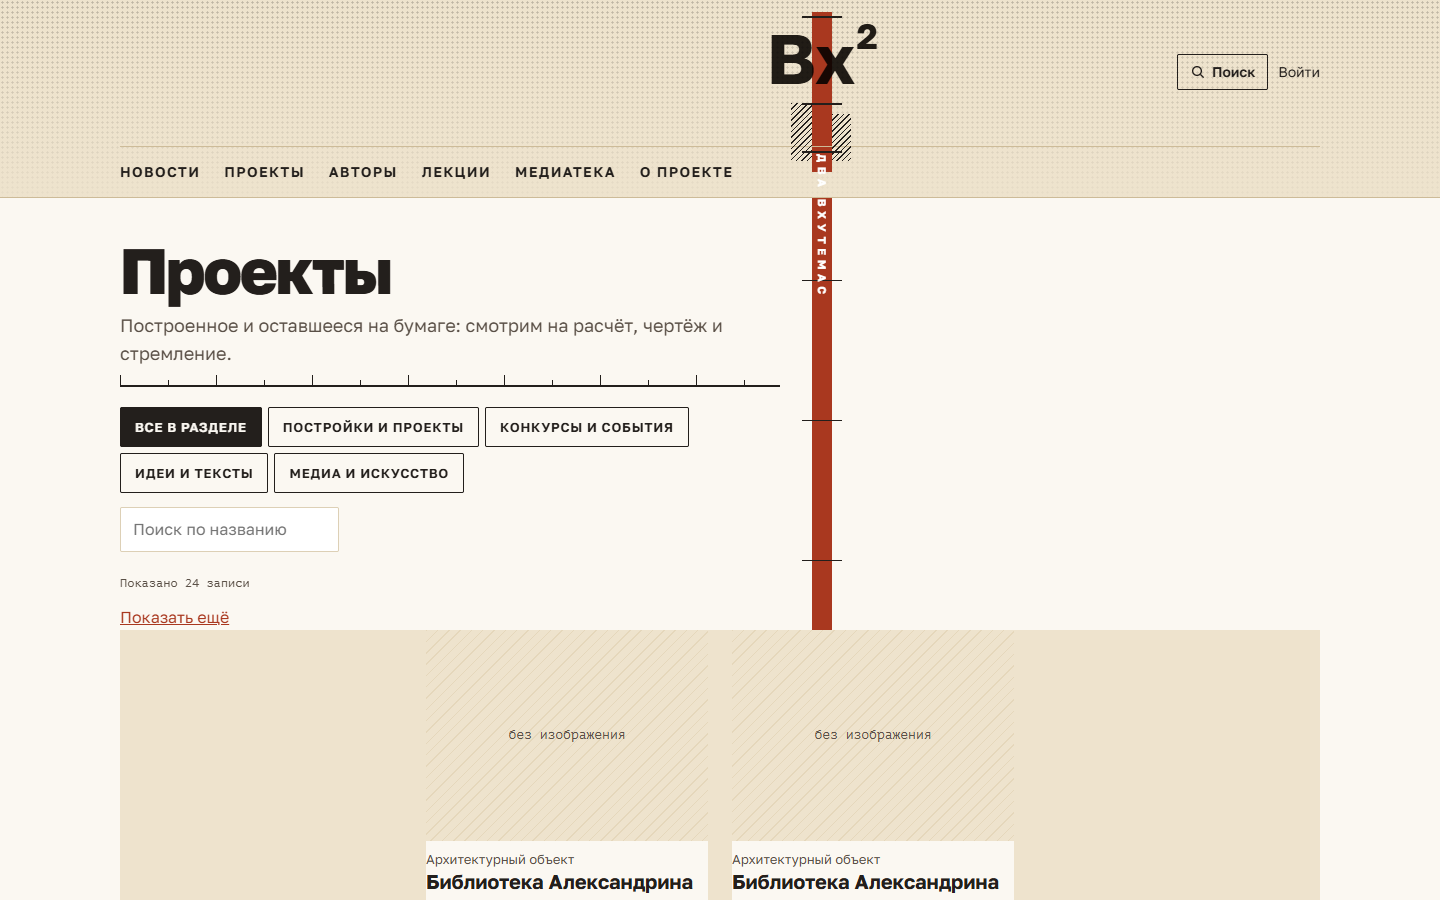 Вх²
Поиск
Войти
НОВОСТИ ПРОЕКТЫ АВТОРЫ ЛЕКЦИИ МЕДИАТЕКА О ПРОЕКТЕ
ДВА ВХУТЕМАС
Проекты
Построенное и оставшееся на бумаге: смотрим на расчёт, чертёж и
стремление.
ВСЕ В РАЗДЕЛЕ ПОСТРОЙКИ И ПРОЕКТЫ КОНКУРСЫ И СОБЫТИЯ
ИДЕИ И ТЕКСТЫ МЕДИА И ИСКУССТВО
Поиск по названию
Показано 24 записи
Показать ещё
без изображения без изображения
Архитектурный объект Архитектурный объект
Библиотека Александрина Библиотека Александрина